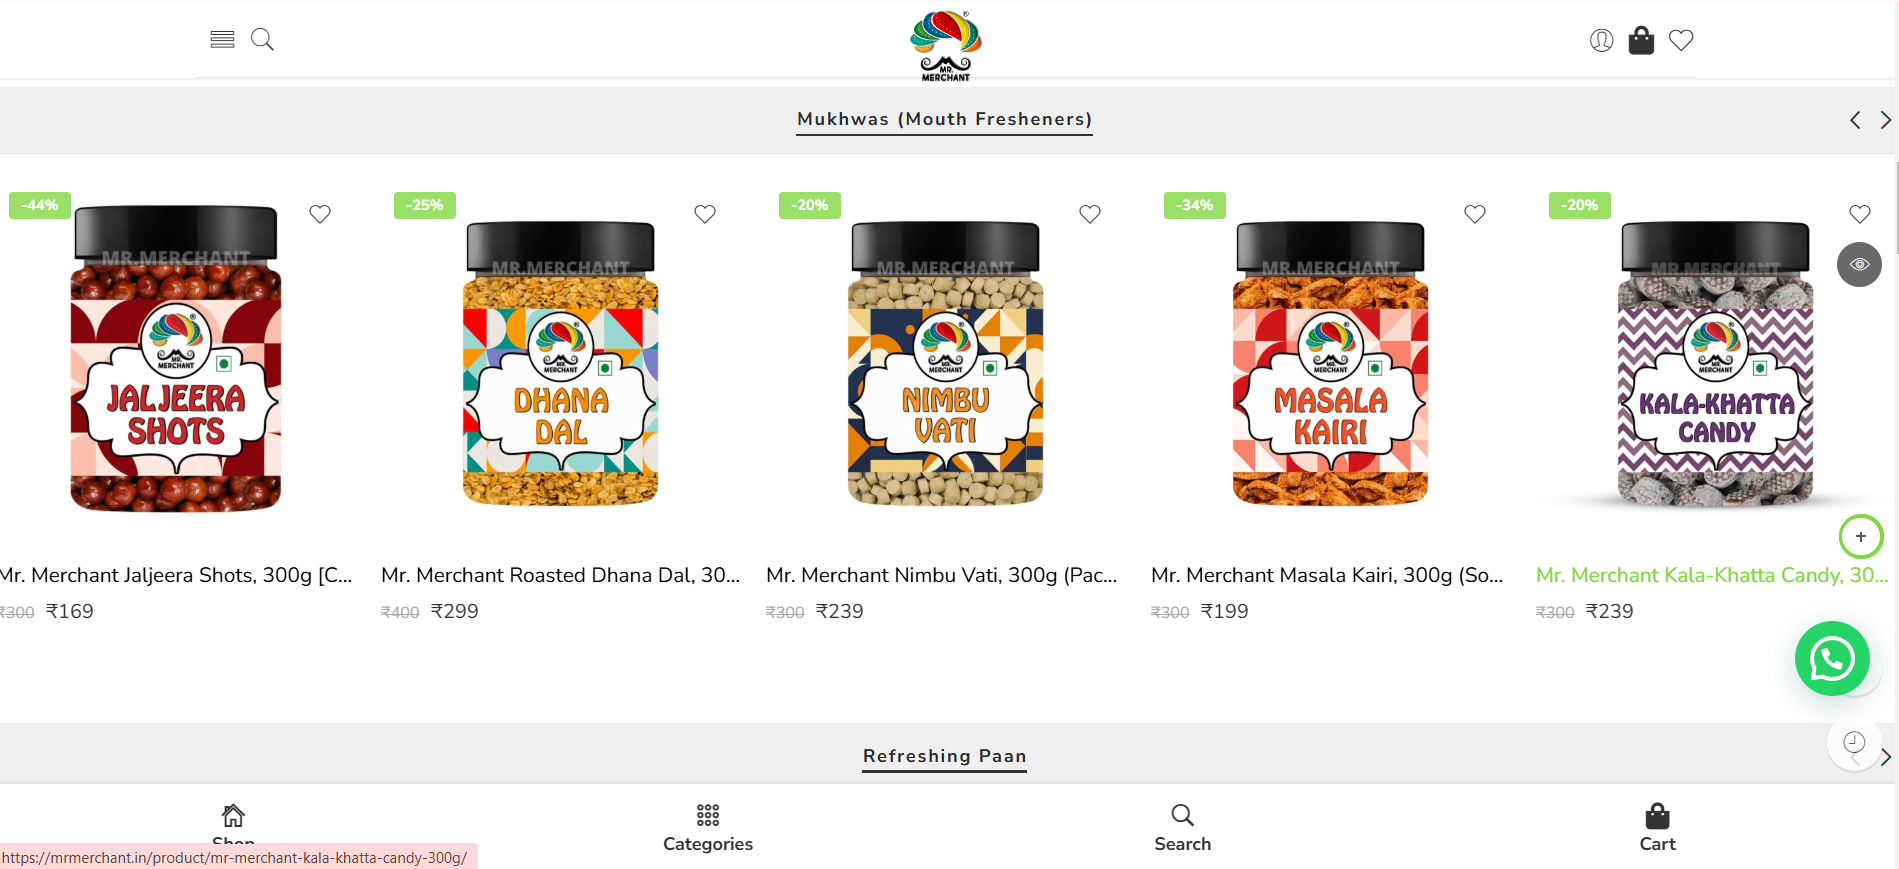 MR.
MERCHANT
Mukhwas (Mouth Fresheners)
-44%
-25%
-20%
-34%
-20%
MR.MERCHANT
MR.MERCHANT
MR.MERCHANT
MR.MERCHANT
MR.MERCHANT
MR.
MERCHANT
JALJEERA
SHOTS
MR.
MERCHANT
DHANA
DAL
MR.
MERCHANT
NIMBU
VATI
MR.
MERCHANT
MASALA
KAIRI
MR.
MERCHANT
KALA-KHATTA
CANDY
Mr. Merchant Jaljeera Shots, 300g [C...
₹300 ₹169
Mr. Merchant Roasted Dhana Dal, 30...
₹400 ₹299
Mr. Merchant Nimbu Vati, 300g (Pac...
₹300 ₹239
Mr. Merchant Masala Kairi, 300g (So...
₹300 ₹199
Mr. Merchant Kala-Khatta Candy, 30...
₹300 ₹239
Refreshing Paan
Shop
Categories
Search
Cart
https://mrmerchant.in/product/mr-merchant-kala-khatta-candy-300g/